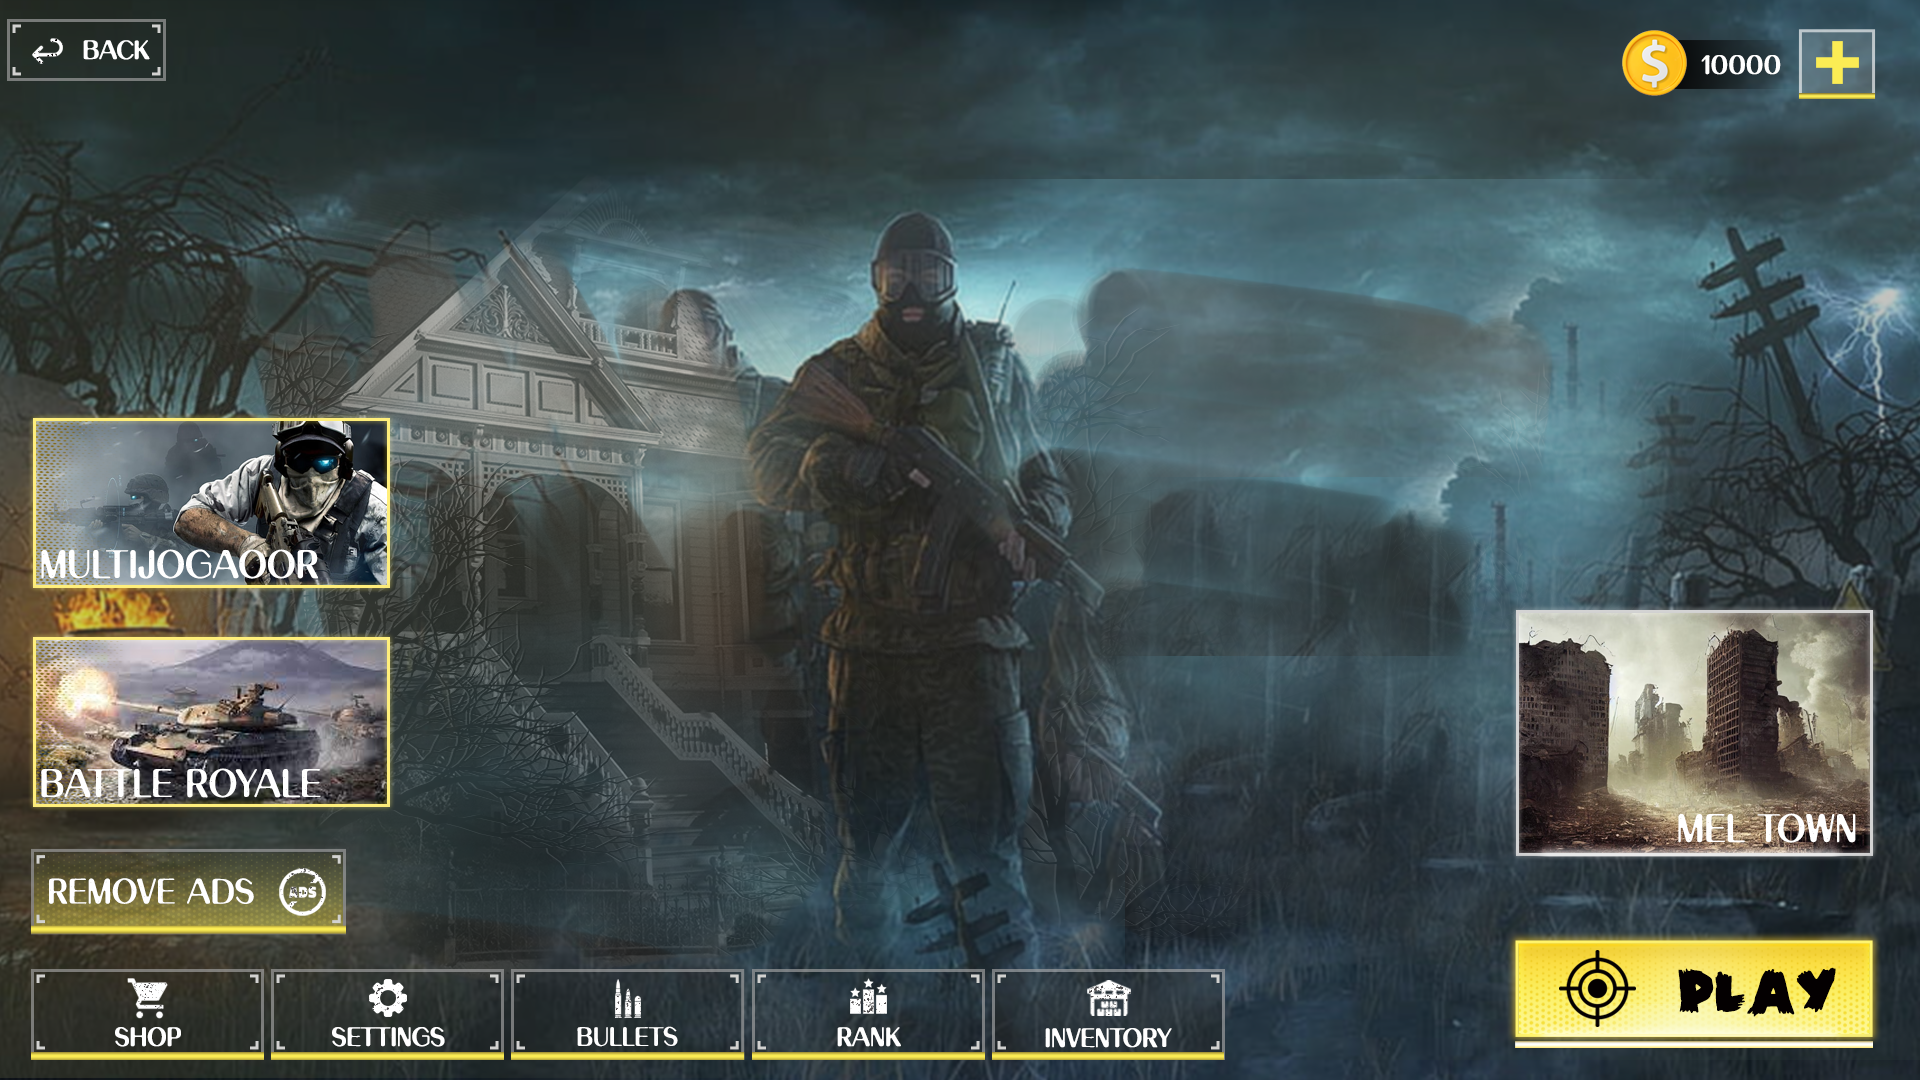 BACK
10000
MULTIJOGAOOR
BATTLE ROYALE
MEL TOWN
REMOVE ADS
ADS
PLAY
SHOP
SETTINGS
BULLETS
RANK
INVENTORY